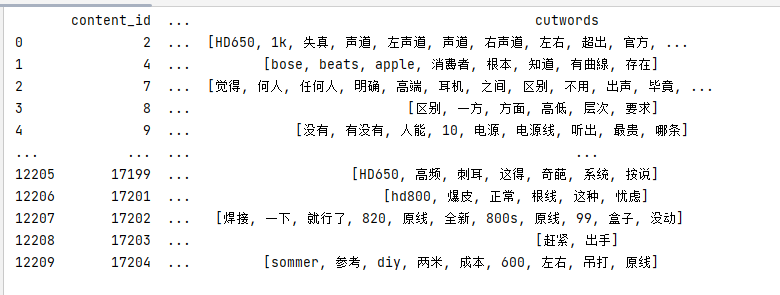 content_id ... cutwords
0 2 ... [HD650, 1k, 失真, 声道, 左声道, 声道, 右声道, 左右, 超出, 官方, ...
1 4 ... [bose, beats, apple, 消费者, 根本, 知道, 有曲線, 存在]
2 7 ... [觉得, 何人, 任何人, 明确, 高端, 耳机, 之间, 区别, 不用, 出声, 毕竟, ...
3 8 ... [区别, 一方, 方面, 高低, 层次, 要求]
4 9 ... [没有, 有没有, 人能, 10, 电源, 电源线, 听出, 最贵, 哪条]
... ... ... ...
12205 17199 ... [HD650, 高频, 刺耳, 这得, 奇葩, 系统, 按说]
12206 17201 ... [hd800, 爆皮, 正常, 根线, 这种, 忧虑]
12207 17202 ... [焊接, 一下, 就行了, 820, 原线, 全新, 800s, 原线, 99, 盒子, 没动]
12208 17203 ... [赶紧, 出手]
12209 17204 ... [sommer, 参考, diy, 两米, 成本, 600, 左右, 吊打, 原线]